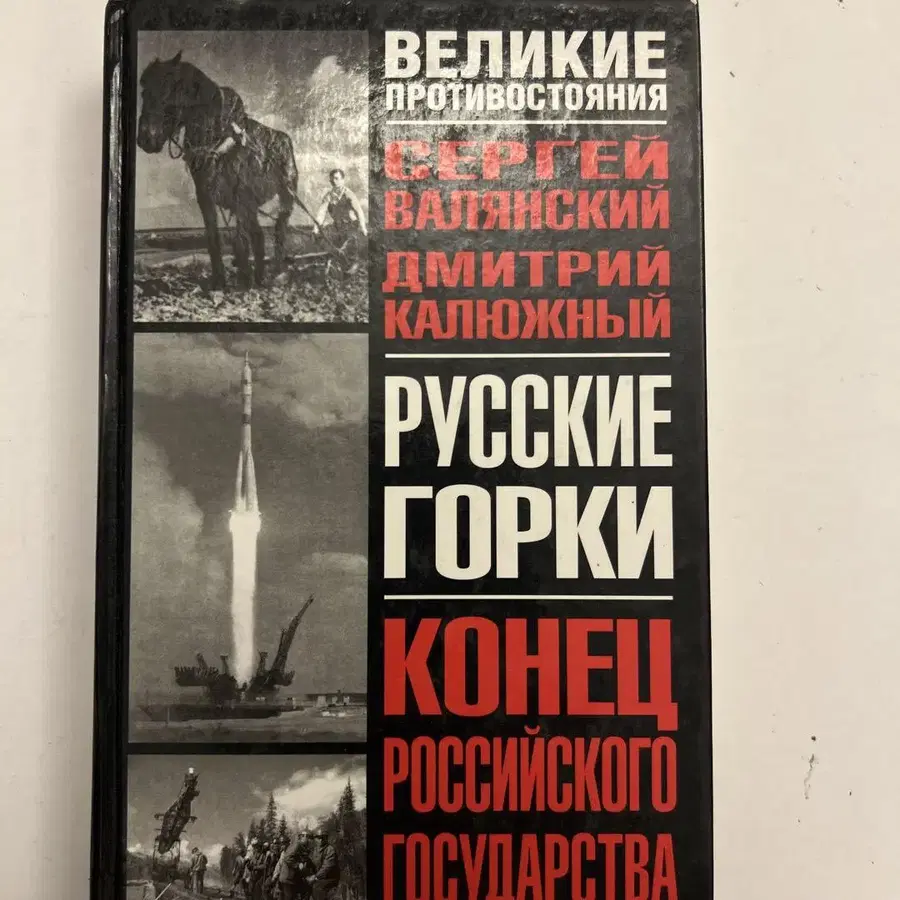 ВЕЛИКИЕ
ПРОТИВОСТОЯНИЯ
СЕРГЕЙ
ВАЛЯНСКИЙ
ДМИТРИЙ
КАЛЮЖНЫЙ
РУССКИЕ
ГОРКИ
КОНЕЦ
РОССИЙСКОГО
ГОСУДАРСТВА